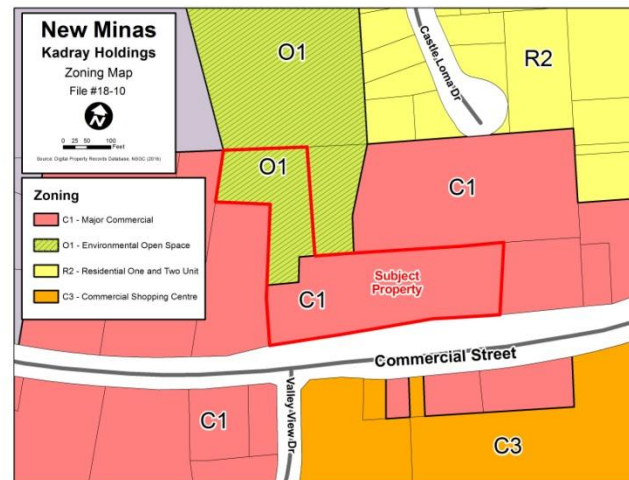 New Minas
Kadray Holdings
Zoning Map
File #18-10
N
0 25 50 100
Feet
Source: Digital Property Records Database, NSGC (2016)
Zoning
C1 - Major Commercial
O1 - Environmental Open Space
R2 - Residential One and Two Unit
C3 - Commercial Shopping Centre
O1
Castle Loma Dr
R2
O1
C1
Subject
Property
C1
Commercial Street
Valley View Dr
C1
C3